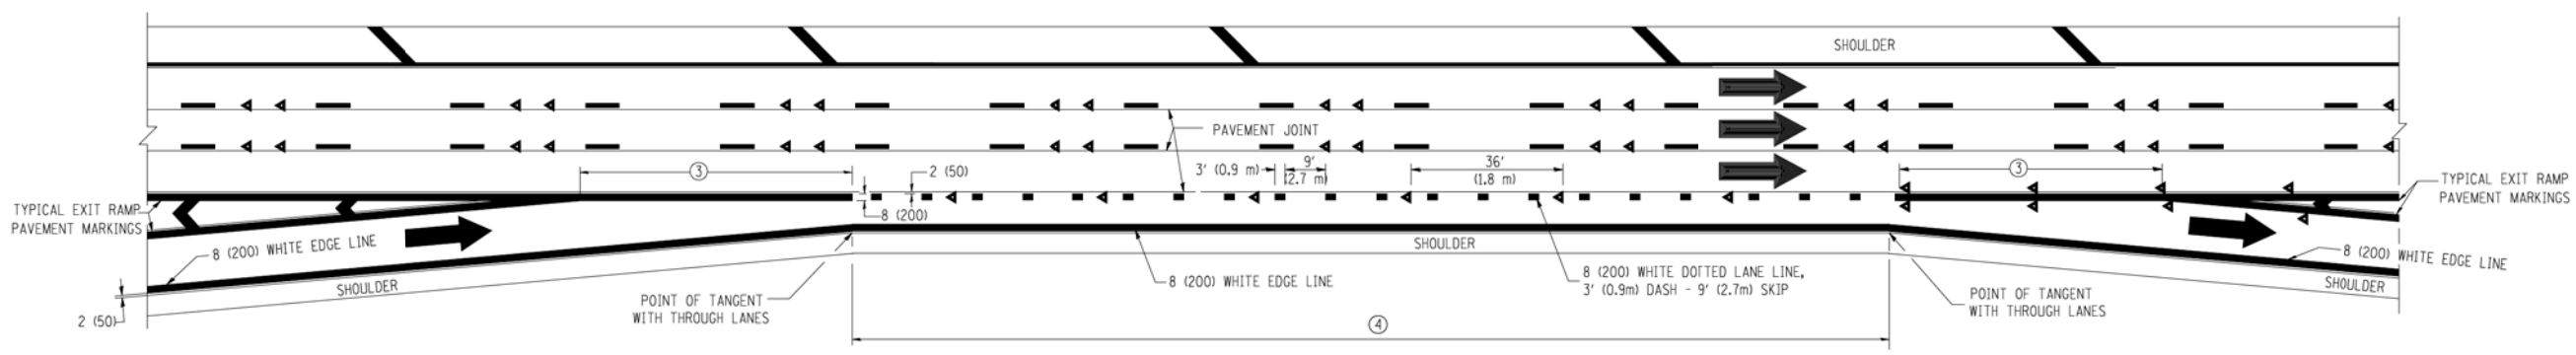 SHOULDER
PAVEMENT JOINT
3' (0.9 m)
9'
(2.7 m)
36'
(1.8 m)
3
2 (50)
8 (200)
3
TYPICAL EXIT RAMP
PAVEMENT MARKINGS
TYPICAL EXIT RAMP
PAVEMENT MARKINGS
8 (200) WHITE EDGE LINE
SHOULDER
2 (50)
POINT OF TANGENT
WITH THROUGH LANES
8 (200) WHITE EDGE LINE
SHOULDER
8 (200) WHITE DOTTED LANE LINE,
3' (0.9m) DASH - 9' (2.7m) SKIP
POINT OF TANGENT
WITH THROUGH LANES
8 (200) WHITE EDGE LINE
SHOULDER
4